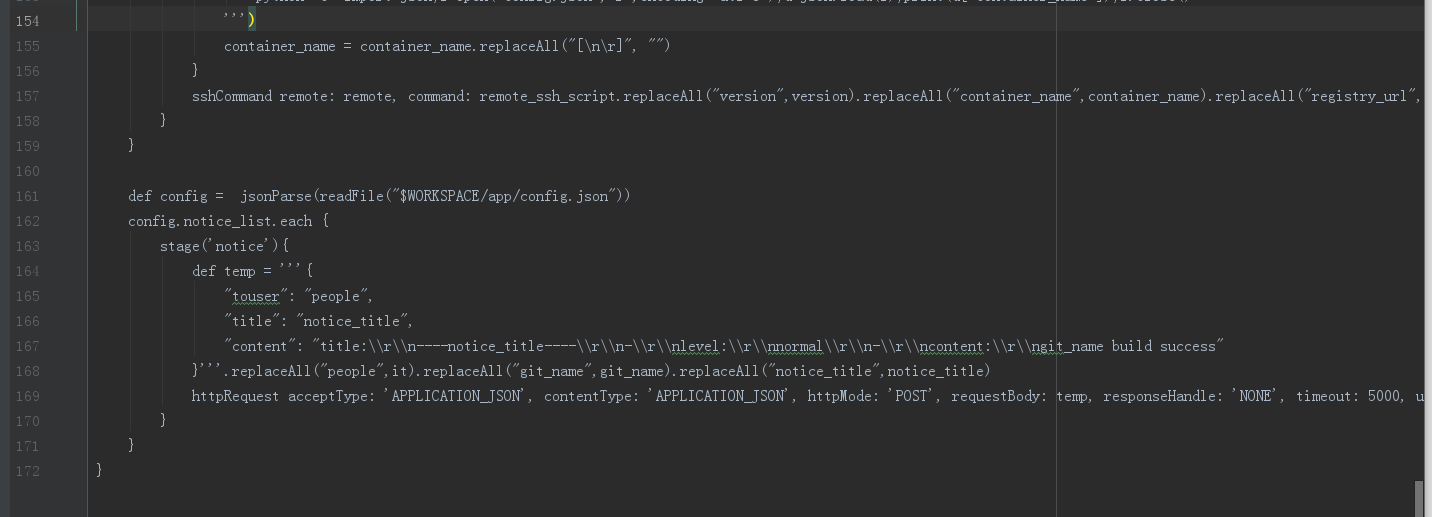 154 ''')
155 container_name = container_name.replaceAll("[\n\r]", "")
156 }
157 sshCommand remote: remote, command: remote_ssh_script.replaceAll("version",version).replaceAll("container_name",container_name).replaceAll("registry_url",
158 }
159 }
160
161 def config =  jsonParse(readFile("$WORKSPACE/app/config.json"))
162 config.notice_list.each {
163 stage('notice'){
164 def temp = '''{
165 "touser": "people",
166 "title": "notice_title",
167 "content": "title:\\r\\n----notice_title----\\r\\n-\\r\\nlevel:\\r\\nnormal\\r\\n-\\r\\ncontent:\\r\\ngit_name build success"
168 }'''.replaceAll("people",it).replaceAll("git_name",git_name).replaceAll("notice_title",notice_title)
169 httpRequest acceptType: 'APPLICATION_JSON', contentType: 'APPLICATION_JSON', httpMode: 'POST', requestBody: temp, responseHandle: 'NONE', timeout: 5000, u
170 }
171 }
172 }